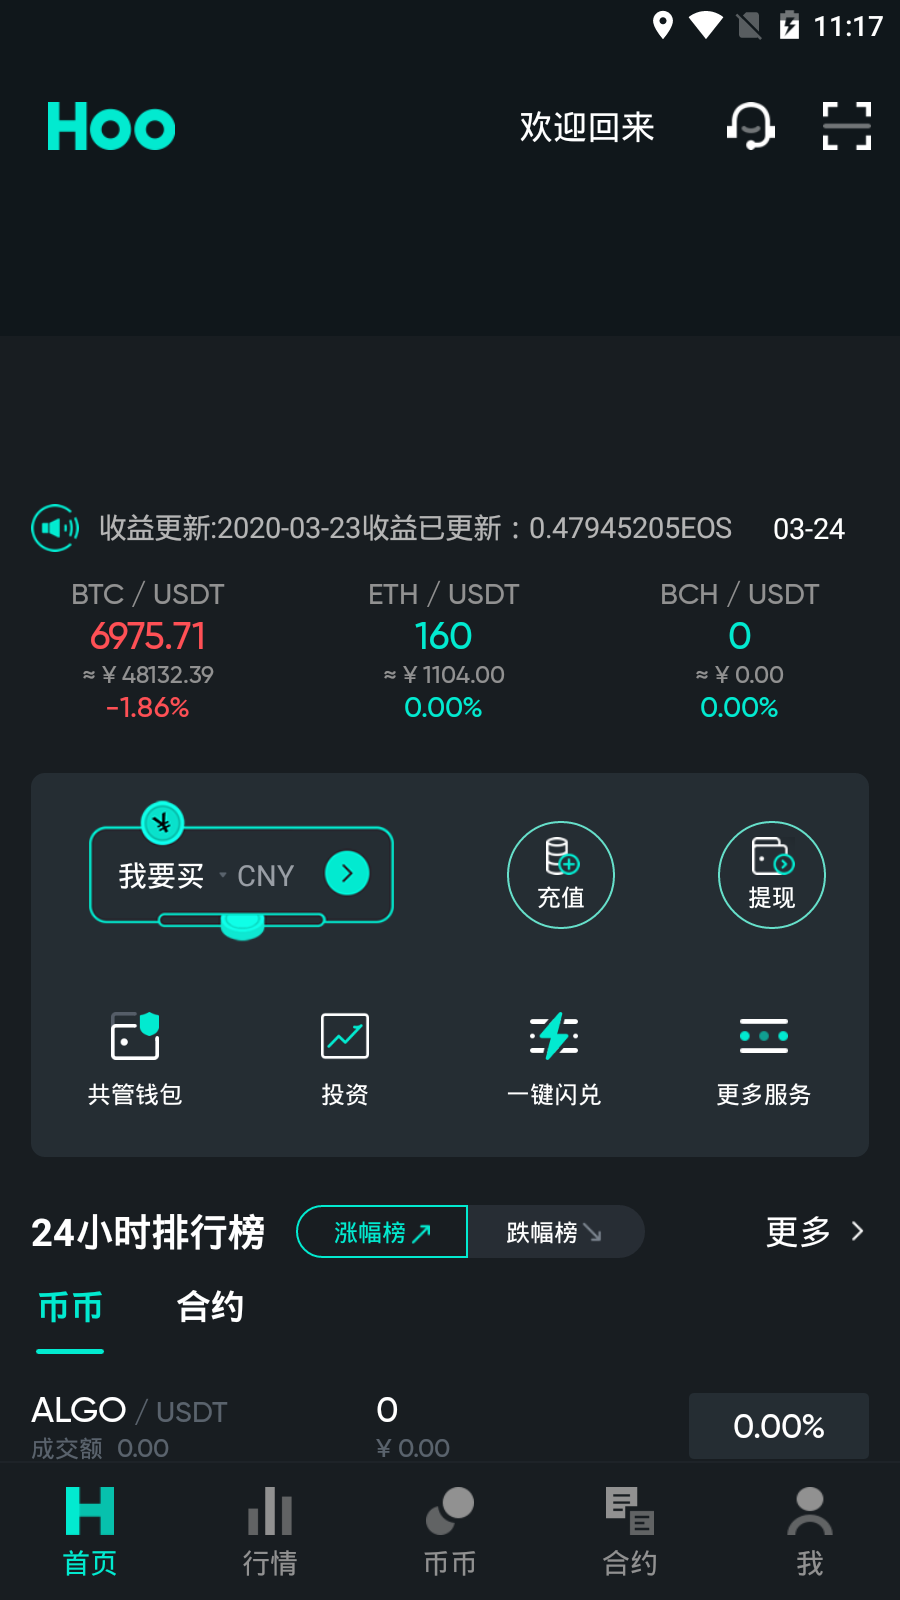 11:17
Hoo
欢迎回来
收益更新:2020-03-23收益已更新：0.47945205EOS 03-24
BTC / USDT ETH / USDT BCH / USDT
6975.71 160 0
≈ ¥ 48132.39 ≈ ¥ 1104.00 ≈ ¥ 0.00
-1.86% 0.00% 0.00%
¥
我要买 CNY
充值 提现
共管钱包 投资 一键闪兑 更多服务
24小时排行榜 涨幅榜 跌幅榜 更多
币币 合约
ALGO / USDT 0 0.00%
成交额 0.00 ¥ 0.00
首页 行情 币币 合约 我